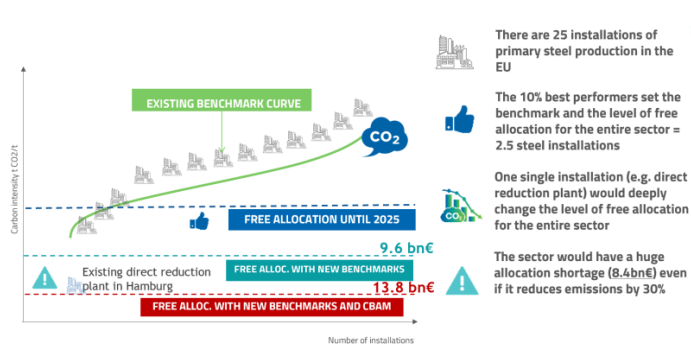 There are 25 installations of
primary steel production in the
EU
EXISTING BENCHMARK CURVE
The 10% best performers set the
benchmark and the level of free
allocation for the entire sector =
2.5 steel installations
CO2
Carbon intensity t CO2/t
One single installation (e.g. direct
reduction plant) would deeply
change the level of free allocation
for the entire sector
CO2
FREE ALLOCATION UNTIL 2025
9.6 bn€
FREE ALLOC. WITH NEW BENCHMARKS
Existing direct reduction
plant in Hamburg
13.8 bn€
The sector would have a huge
allocation shortage (8.4bn€) even
if it reduces emissions by 30%
FREE ALLOC. WITH NEW BENCHMARKS AND CBAM
Number of installations